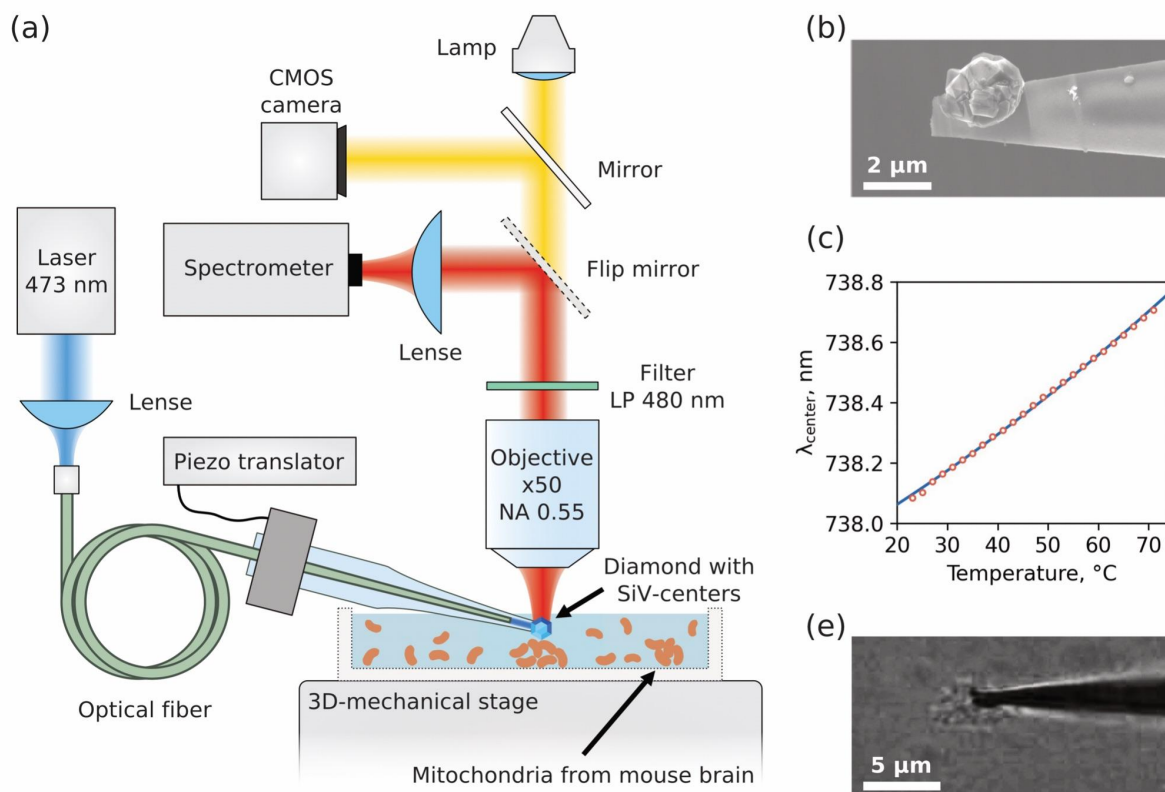 (a)
Lamp
CMOS
camera
Mirror
Laser
473 nm
Spectrometer
Flip mirror
Lense
Filter
LP 480 nm
Lense
Piezo translator
Objective
x50
NA 0.55
Diamond with
SiV-centers
Optical fiber
3D-mechanical stage
Mitochondria from mouse brain
(b)
2 µm
(c)
λcenter, nm
738.8
738.6
738.4
738.2
738.0
20 30 40 50 60 70
Temperature, °C
(e)
5 µm